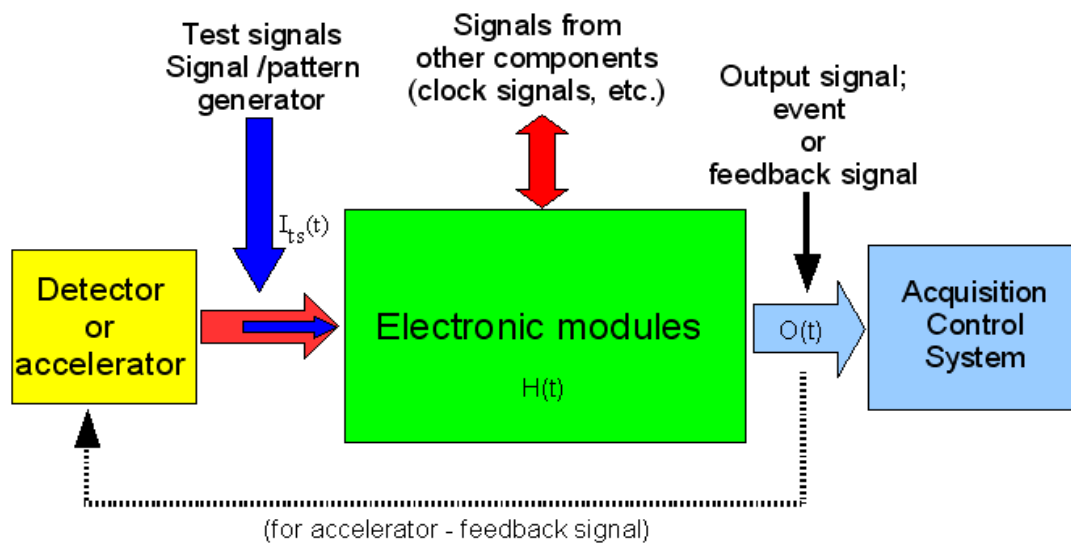 Test signals
Signal /pattern
generator
Signals from
other components
(clock signals, etc.)
Output signal;
event
or
feedback signal
I_ts(t)
Detector
or
accelerator
Electronic modules
H(t)
O(t)
Acquisition
Control
System
(for accelerator - feedback signal)